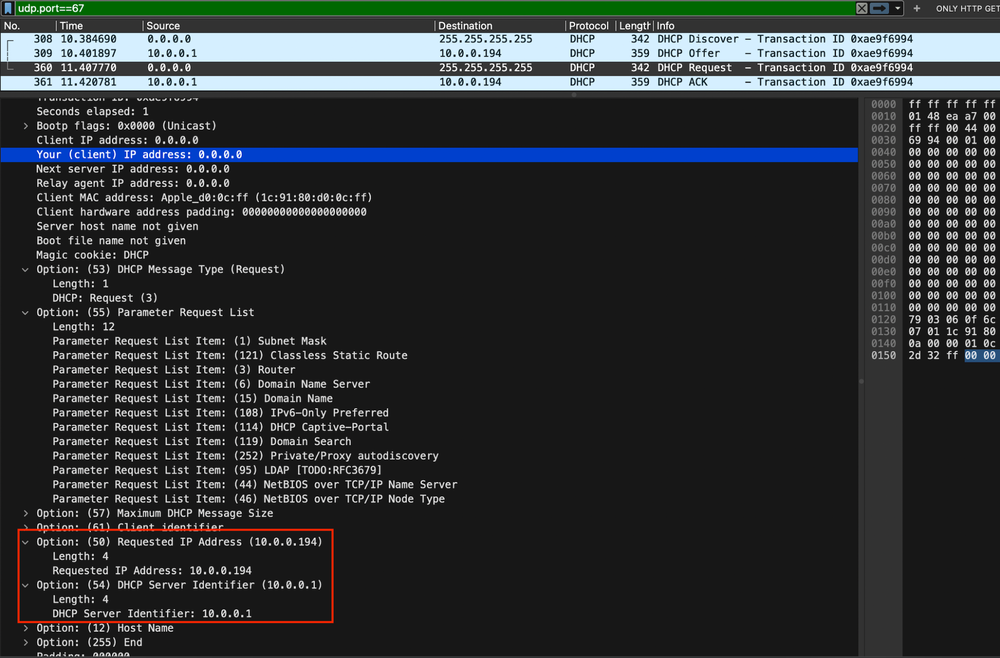 udp.port==67 + ONLY HTTP GET
No. Time Source Destination Protocol Length Info
308 10.384690 0.0.0.0 255.255.255.255 DHCP 342 DHCP Discover – Transaction ID 0xae9f6994
309 10.401897 10.0.0.1 10.0.0.194 DHCP 359 DHCP Offer – Transaction ID 0xae9f6994
360 11.407770 0.0.0.0 255.255.255.255 DHCP 342 DHCP Request – Transaction ID 0xae9f6994
361 11.420781 10.0.0.1 10.0.0.194 DHCP 359 DHCP ACK – Transaction ID 0xae9f6994
Transaction ID: 0xae9f6994
Seconds elapsed: 1
Bootp flags: 0x0000 (Unicast)
Client IP address: 0.0.0.0
Your (client) IP address: 0.0.0.0
Next server IP address: 0.0.0.0
Relay agent IP address: 0.0.0.0
Client MAC address: Apple_d0:0c:ff (1c:91:80:d0:0c:ff)
Client hardware address padding: 00000000000000000000
Server host name not given
Boot file name not given
Magic cookie: DHCP
Option: (53) DHCP Message Type (Request)
Length: 1
DHCP: Request (3)
Option: (55) Parameter Request List
Length: 12
Parameter Request List Item: (1) Subnet Mask
Parameter Request List Item: (121) Classless Static Route
Parameter Request List Item: (3) Router
Parameter Request List Item: (6) Domain Name Server
Parameter Request List Item: (15) Domain Name
Parameter Request List Item: (108) IPv6-Only Preferred
Parameter Request List Item: (114) DHCP Captive-Portal
Parameter Request List Item: (119) Domain Search
Parameter Request List Item: (252) Private/Proxy autodiscovery
Parameter Request List Item: (95) LDAP [TODO:RFC3679]
Parameter Request List Item: (44) NetBIOS over TCP/IP Name Server
Parameter Request List Item: (46) NetBIOS over TCP/IP Node Type
Option: (57) Maximum DHCP Message Size
Option: (61) Client identifier
Option: (50) Requested IP Address (10.0.0.194)
Length: 4
Requested IP Address: 10.0.0.194
Option: (54) DHCP Server Identifier (10.0.0.1)
Length: 4
DHCP Server Identifier: 10.0.0.1
Option: (12) Host Name
Option: (255) End
Padding: 000000
0000 ff ff ff ff ff
0010 01 48 ea a7 00
0020 ff ff 00 44 00
0030 69 94 00 01 00
0040 00 00 00 00 00
0050 00 00 00 00 00
0060 00 00 00 00 00
0070 00 00 00 00 00
0080 00 00 00 00 00
0090 00 00 00 00 00
00a0 00 00 00 00 00
00b0 00 00 00 00 00
00c0 00 00 00 00 00
00d0 00 00 00 00 00
00e0 00 00 00 00 00
00f0 00 00 00 00 00
0100 00 00 00 00 00
0110 00 00 00 00 00
0120 79 03 06 0f 6c
0130 07 01 1c 91 80
0140 0a 00 00 01 0c
0150 2d 32 ff 00 00